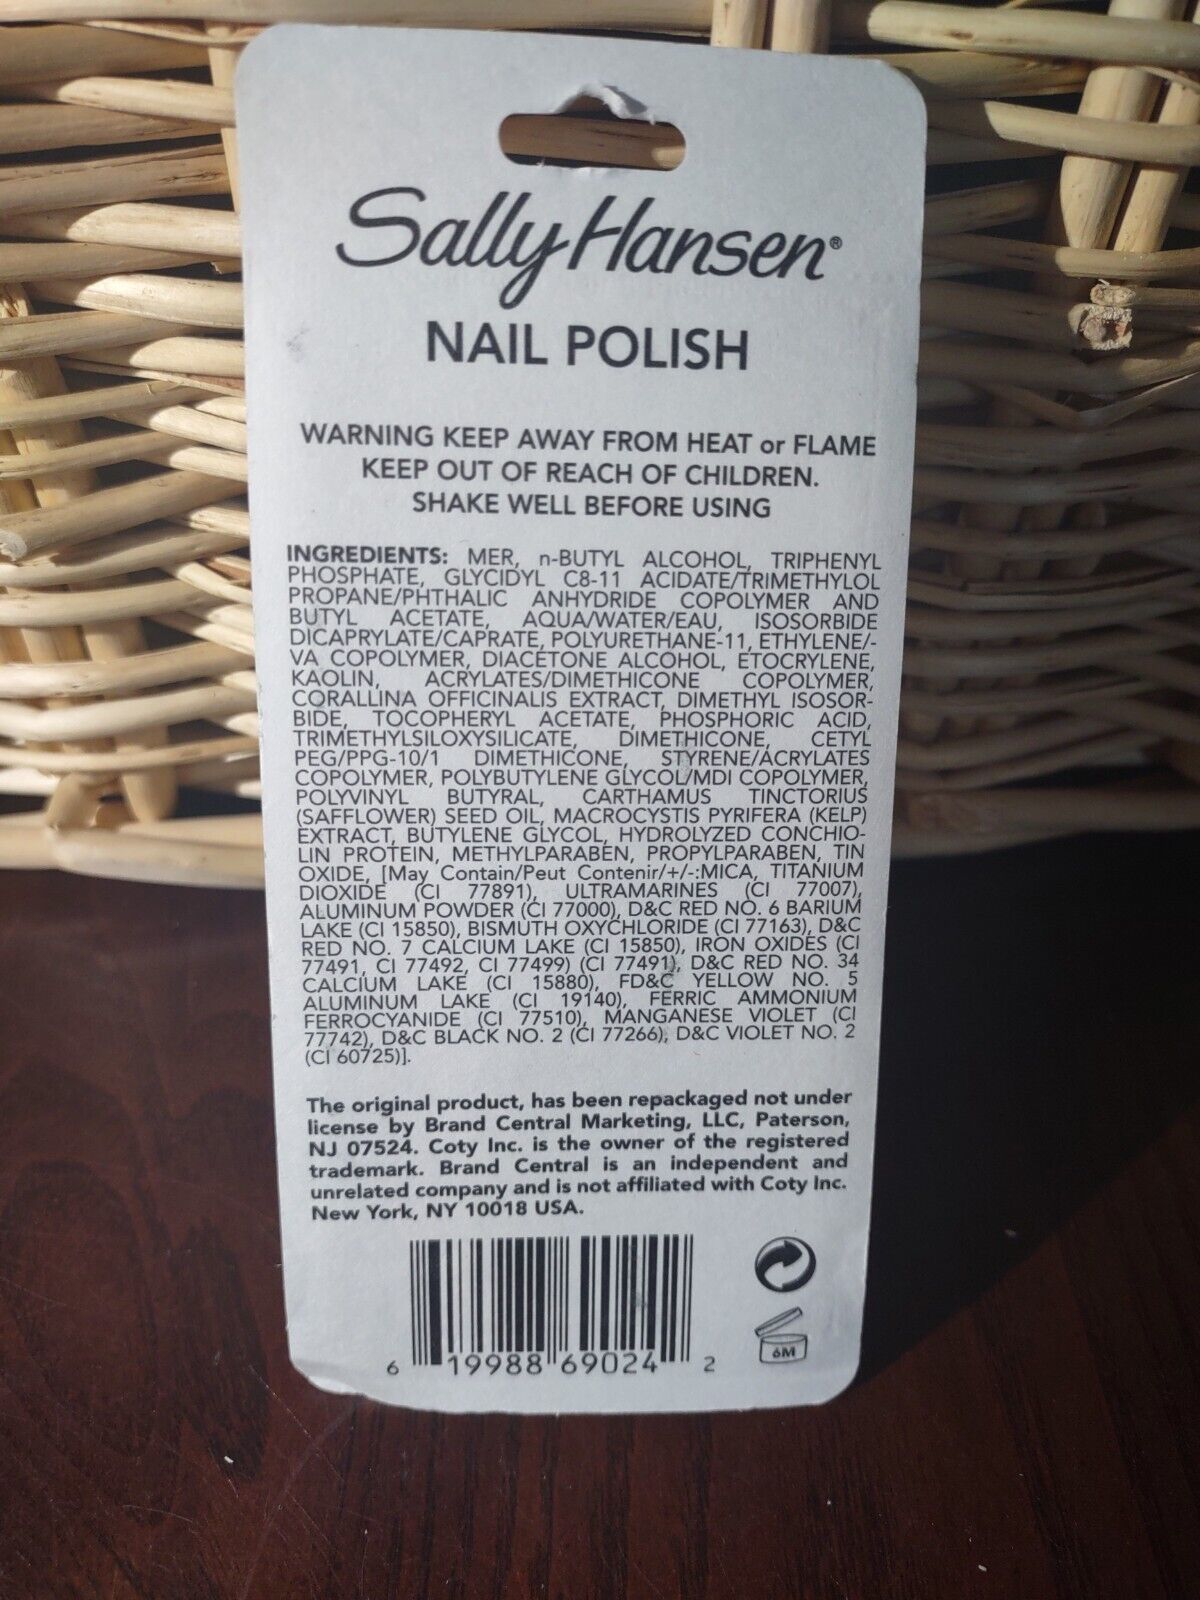 Sally Hansen®
NAIL POLISH
WARNING KEEP AWAY FROM HEAT or FLAME
KEEP OUT OF REACH OF CHILDREN.
SHAKE WELL BEFORE USING
INGREDIENTS: MER, n-BUTYL ALCOHOL, TRIPHENYL
PHOSPHATE, GLYCIDYL C8-11 ACIDATE/TRIMETHYLOL
PROPANE/PHTHALIC ANHYDRIDE COPOLYMER AND
BUTYL ACETATE, AQUA/WATER/EAU, ISOSORBIDE
DICAPRYLATE/CAPRATE, POLYURETHANE-11, ETHYLENE/-
VA COPOLYMER, DIACETONE ALCOHOL, ETOCRYLENE,
KAOLIN, ACRYLATES/DIMETHICONE COPOLYMER,
CORALLINA OFFICINALIS EXTRACT, DIMETHYL ISOSOR-
BIDE, TOCOPHERYL ACETATE, PHOSPHORIC ACID,
TRIMETHYLSILOXYSILICATE, DIMETHICONE, CETYL
PEG/PPG-10/1 DIMETHICONE, STYRENE/ACRYLATES
COPOLYMER, POLYBUTYLENE GLYCOL/MDI COPOLYMER,
POLYVINYL BUTYRAL, CARTHAMUS TINCTORIUS
(SAFFLOWER) SEED OIL, MACROCYSTIS PYRIFERA (KELP)
EXTRACT, BUTYLENE GLYCOL, HYDROLYZED CONCHIO-
LIN PROTEIN, METHYLPARABEN, PROPYLPARABEN, TIN
OXIDE, [May Contain/Peut Contenir/+/-:MICA, TITANIUM
DIOXIDE (CI 77891), ULTRAMARINES (CI 77007),
ALUMINUM POWDER (CI 77000), D&C RED NO. 6 BARIUM
LAKE (CI 15850), BISMUTH OXYCHLORIDE (CI 77163), D&C
RED NO. 7 CALCIUM LAKE (CI 15850), IRON OXIDES (CI
77491, CI 77492, CI 77499) (CI 77491), D&C RED NO. 34
CALCIUM LAKE (CI 15880), FD&C YELLOW NO. 5
ALUMINUM LAKE (CI 19140), FERRIC AMMONIUM
FERROCYANIDE (CI 77510), MANGANESE VIOLET (CI
77742), D&C BLACK NO. 2 (CI 77266), D&C VIOLET NO. 2
(CI 60725)].
The original product, has been repackaged not under
license by Brand Central Marketing, LLC, Paterson,
NJ 07524. Coty Inc. is the owner of the registered
trademark. Brand Central is an independent and
unrelated company and is not affiliated with Coty Inc.
New York, NY 10018 USA.
6 19988 69024 2
6M